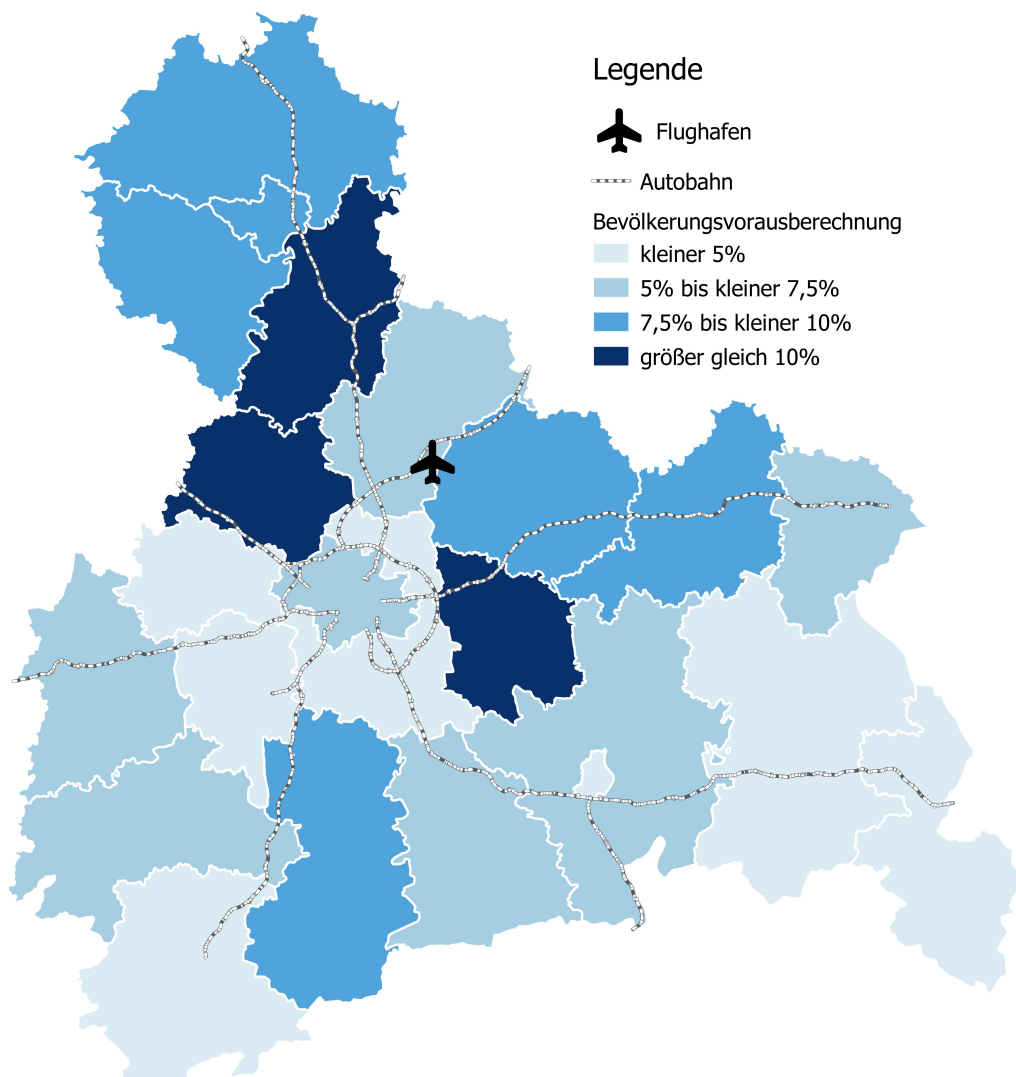 Legende
Flughafen
Autobahn
Bevölkerungsvorausberechnung
kleiner 5%
5% bis kleiner 7,5%
7,5% bis kleiner 10%
größer gleich 10%